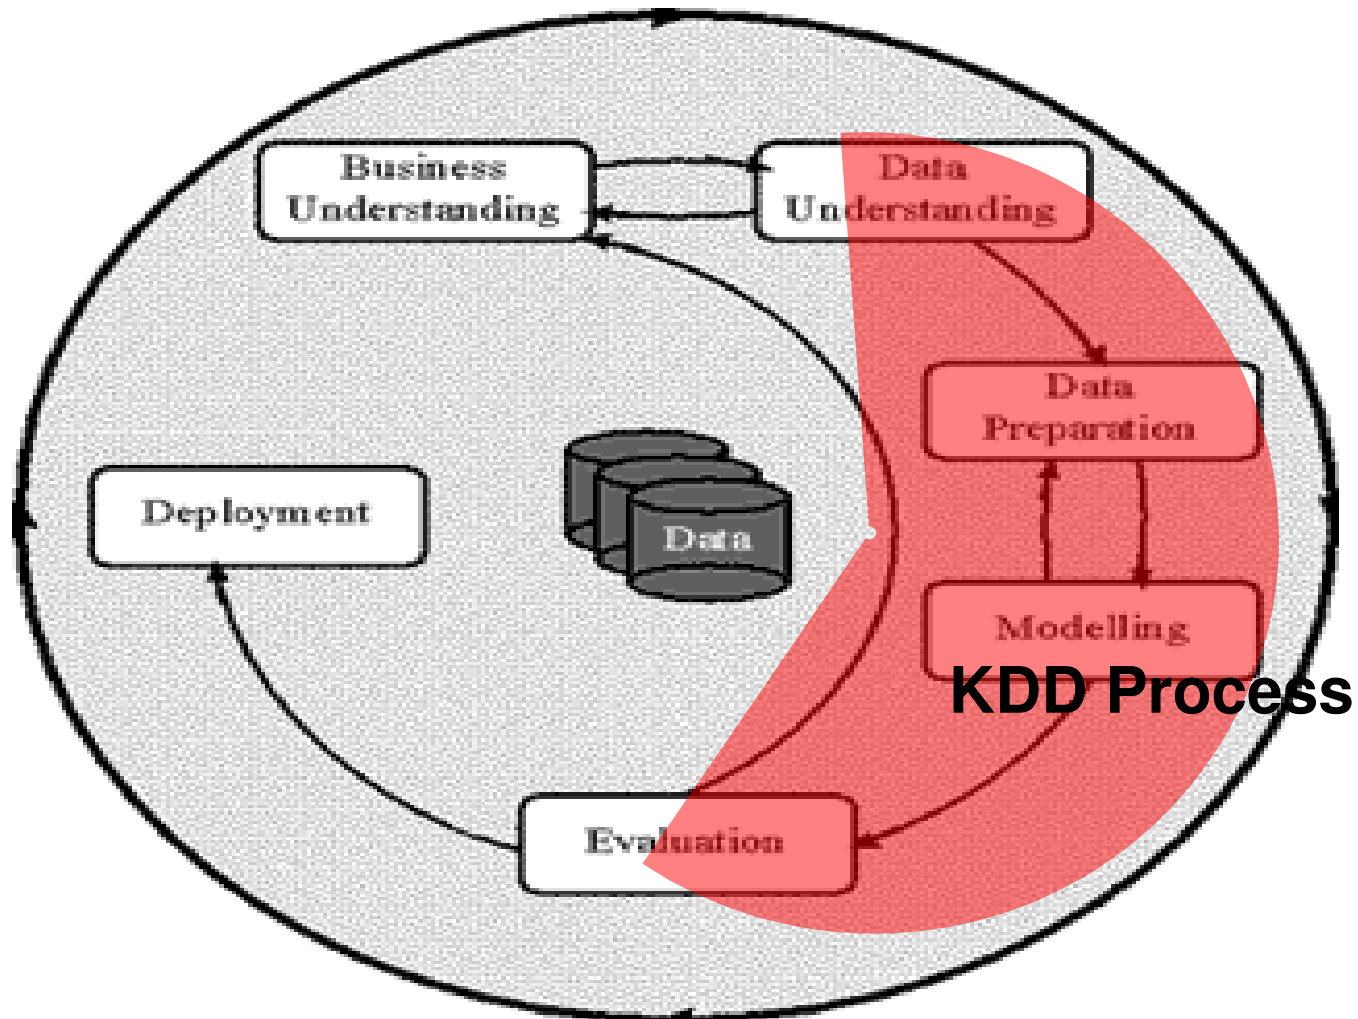 Business
Understanding
Data
Understanding
Data
Preparation
Deployment
Data
Modelling
KDD Process
Evaluation